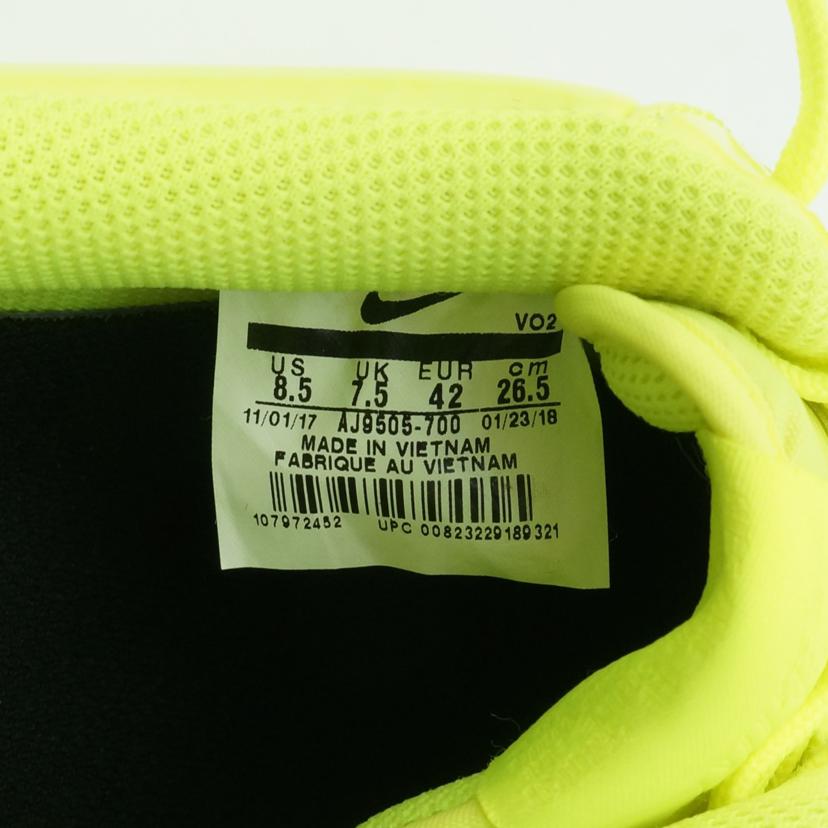 VO2
US UK EUR cm
8.5 7.5 42 26.5
11/01/17 AJ9505-700 01/23/18
MADE IN VIETNAM
FABRIQUE AU VIETNAM
107972452 UPC 00823229189321